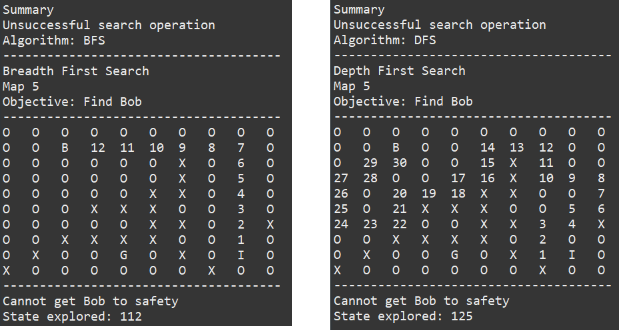 Summary
Unsuccessful search operation
Algorithm: BFS
--------------------------------------
Breadth First Search
Map 5
Objective: Find Bob
--------------------------------------
O O O O O O O O O O
O O B 12 11 10 9 8 7 O
O O O O O O X O 6 O
O O O O O O X O 5 O
O O O O O X X O 4 O
O O O X X X O O 3 O
O O O O O X X O 2 X
O O X X X X O O 1 O
O X O O G O X O I O
X O O O O O O X O O
--------------------------------------
Cannot get Bob to safety
State explored: 112
Summary
Unsuccessful search operation
Algorithm: DFS
--------------------------------------
Depth First Search
Map 5
Objective: Find Bob
--------------------------------------
O O O O O O O O O O
O O B O O 14 13 12 O O
O 29 30 O O 15 X 11 O O
27 28 O O 17 16 X 10 9 8
26 O 20 19 18 X X O O 7
25 O 21 X X X O O 5 6
24 23 22 O O X X 3 4 X
O O X X X X O 2 O O
O X O O G O X 1 I O
X O O O O O O X O O
--------------------------------------
Cannot get Bob to safety
State explored: 125